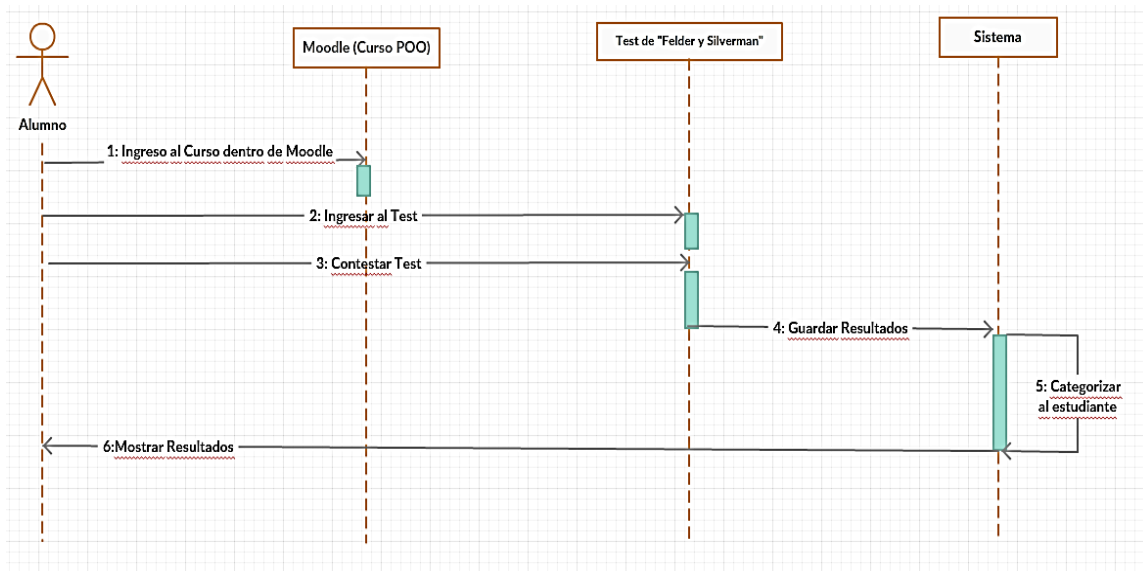 Moodle (Curso POO)
Test de "Felder y Silverman"
Sistema
Alumno
1: Ingreso al Curso dentro de Moodle
2: Ingresar al Test
3: Contestar Test
4: Guardar Resultados
5: Categorizar
al estudiante
6:Mostrar Resultados